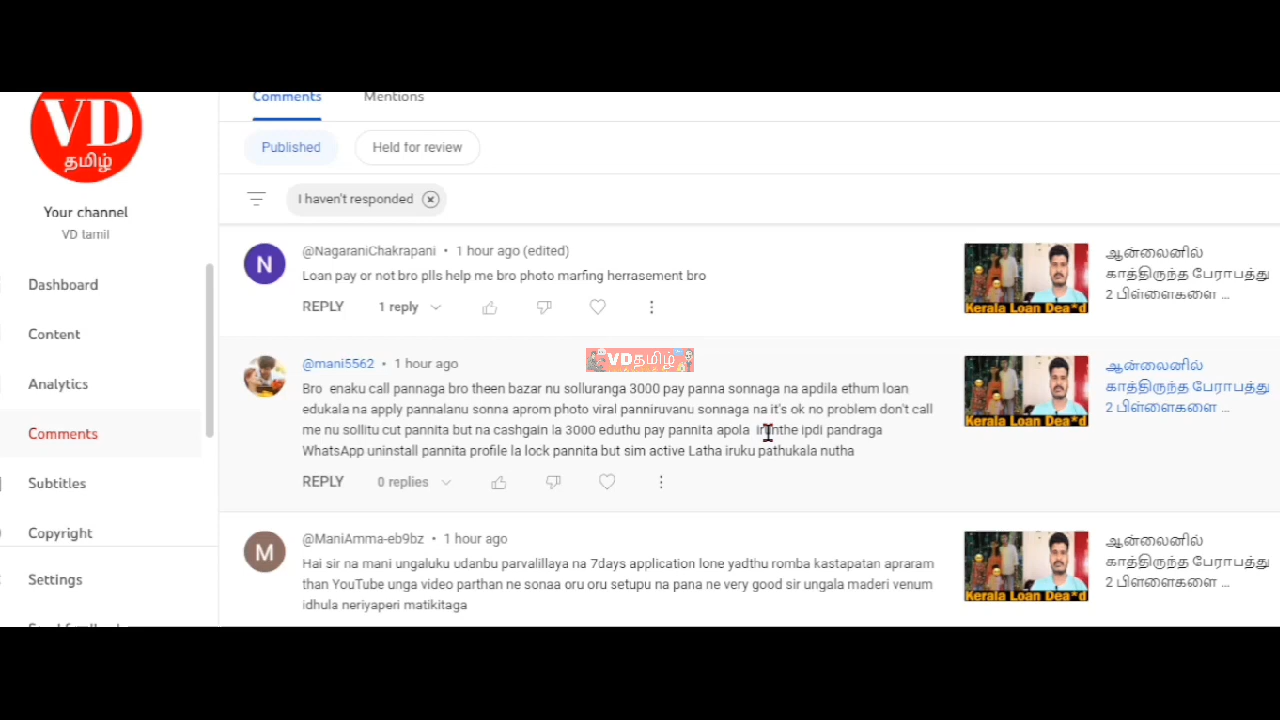 VD
தமிழ்
Your channel
VD tamil
Dashboard
Content
Analytics
Comments
Subtitles
Copyright
Settings
Comments Mentions
Published Held for review
I haven't responded
@NagaraniChakrapani • 1 hour ago (edited)
Loan pay or not bro plls help me bro photo marfing herrasement bro
REPLY 1 reply
Kerala Loan Dea*d
ஆன்லைனில்
காத்திருந்த பேராபத்து
2 பிள்ளைகளை ...
VDதமிழ்
@mani5562 • 1 hour ago
Bro enaku call pannaga bro theen bazar nu solluranga 3000 pay panna sonnaga na apdila ethum loan
edukala na apply pannalanu sonna aprom photo viral panniruvanu sonnaga na it's ok no problem don't call
me nu sollitu cut pannita but na cashgain la 3000 eduthu pay pannita apola irunthe ipdi pandraga
WhatsApp uninstall pannita profile la lock pannita but sim active Latha iruku pathukala nutha
REPLY 0 replies
Kerala Loan Dea*d
ஆன்லைனில்
காத்திருந்த பேராபத்து
2 பிள்ளைகளை ...
@ManiAmma-eb9bz • 1 hour ago
Hai sir na mani ungaluku udanbu parvalillaya na 7days application lone yadthu romba kastapatan apraram
than YouTube unga video parthan ne sonaa oru oru setupu na pana ne very good sir ungala maderi venum
idhula neriyaperi matikitaga
Kerala Loan Dea*d
ஆன்லைனில்
காத்திருந்த பேராபத்து
2 பிள்ளைகளை ...
N
M